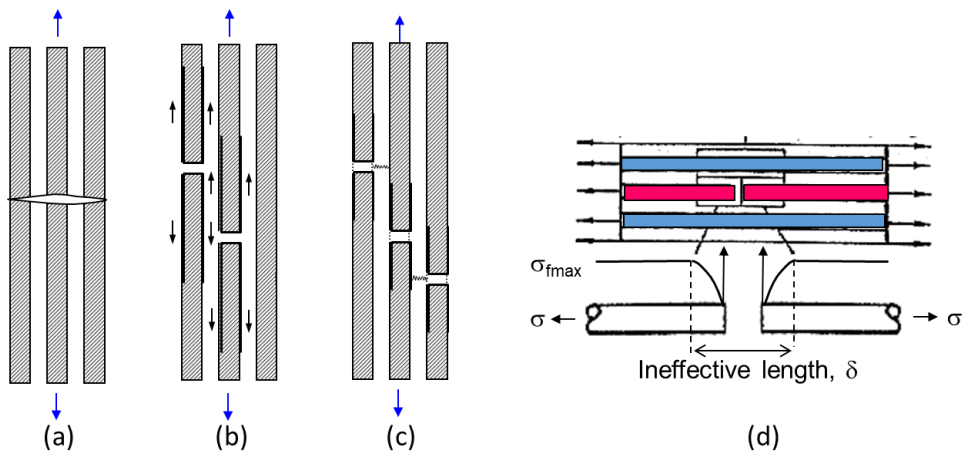 σfmax
σ
σ
Ineffective length, δ
(a)
(b)
(c)
(d)